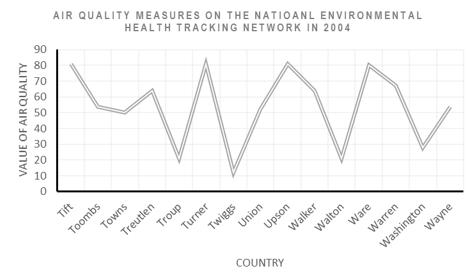 AIR QUALITY MEASURES ON THE NATIOANL ENVIRONMENTAL
HEALTH TRACKING NETWORK IN 2004
VALUE OF AIR QUALITY
90
80
70
60
50
40
30
20
10
0
Tift
Toombs
Towns
Treutlen
Troup
Turner
Twiggs
Union
Upson
Walker
Walton
Ware
Warren
Washington
Wayne
COUNTRY